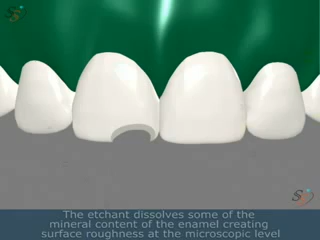 The etchant dissolves some of the
mineral content of the enamel creating
surface roughness at the microscopic level